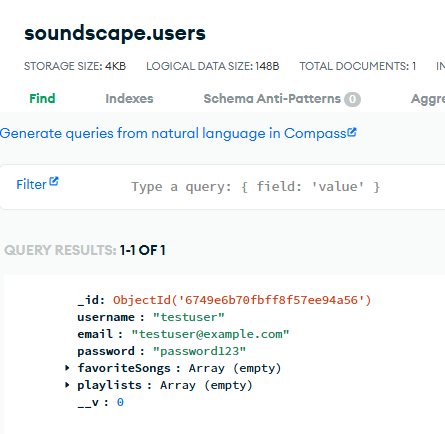 soundscape.users
STORAGE SIZE: 4KB LOGICAL DATA SIZE: 148B TOTAL DOCUMENTS: 1 IN
Find Indexes Schema Anti-Patterns 0 Aggre
Generate queries from natural language in Compass
Filter Type a query: { field: 'value' }
QUERY RESULTS: 1-1 OF 1
_id: ObjectId('6749e6b70fbff8f57ee94a56')
username : "testuser"
email : "testuser@example.com"
password : "password123"
favoriteSongs : Array (empty)
playlists : Array (empty)
__v : 0